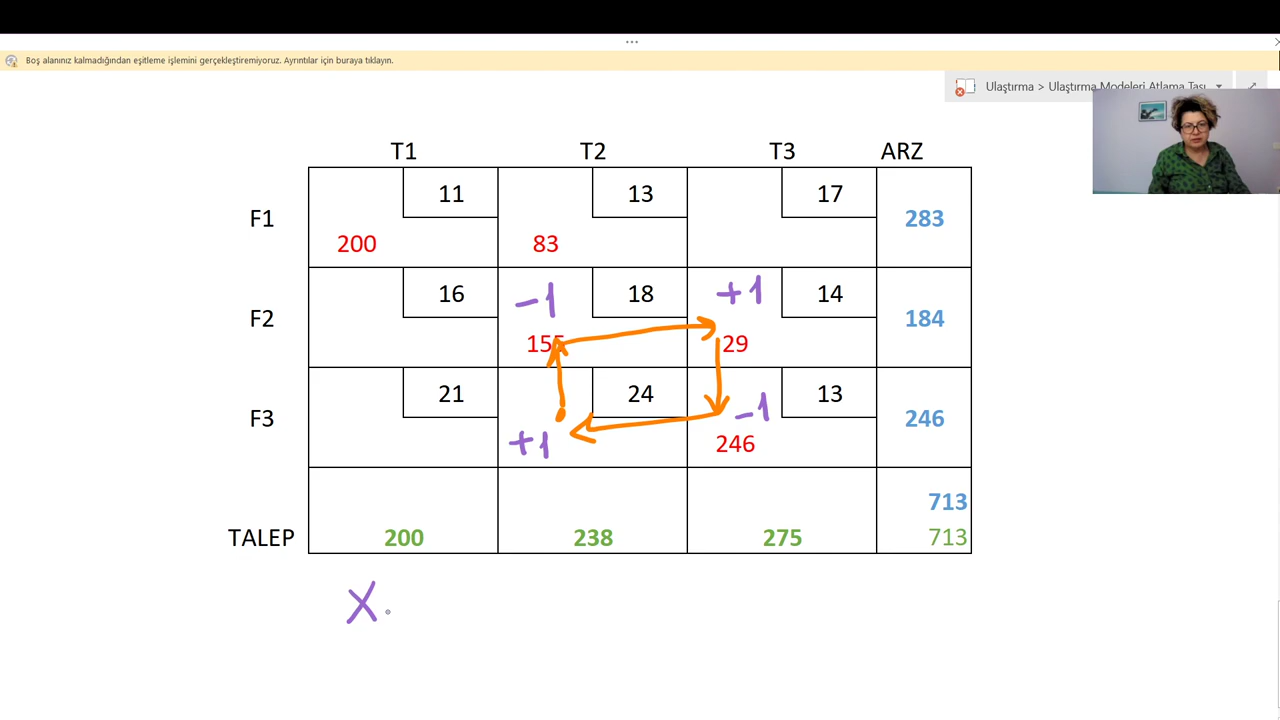 Boş alanınız kalmadığından eşitleme işlemini gerçekleştiremiyoruz. Ayrıntılar için buraya tıklayın.
Ulaştırma > Ulaştırma Modeleri Atlama Taşı
T1 T2 T3 ARZ
11 13 17
F1 283
200 83
-1 +1
16 18 14
F2 184
155 29
21 24 13
-1
F3 246
+1 246
713
TALEP 200 238 275 713
X